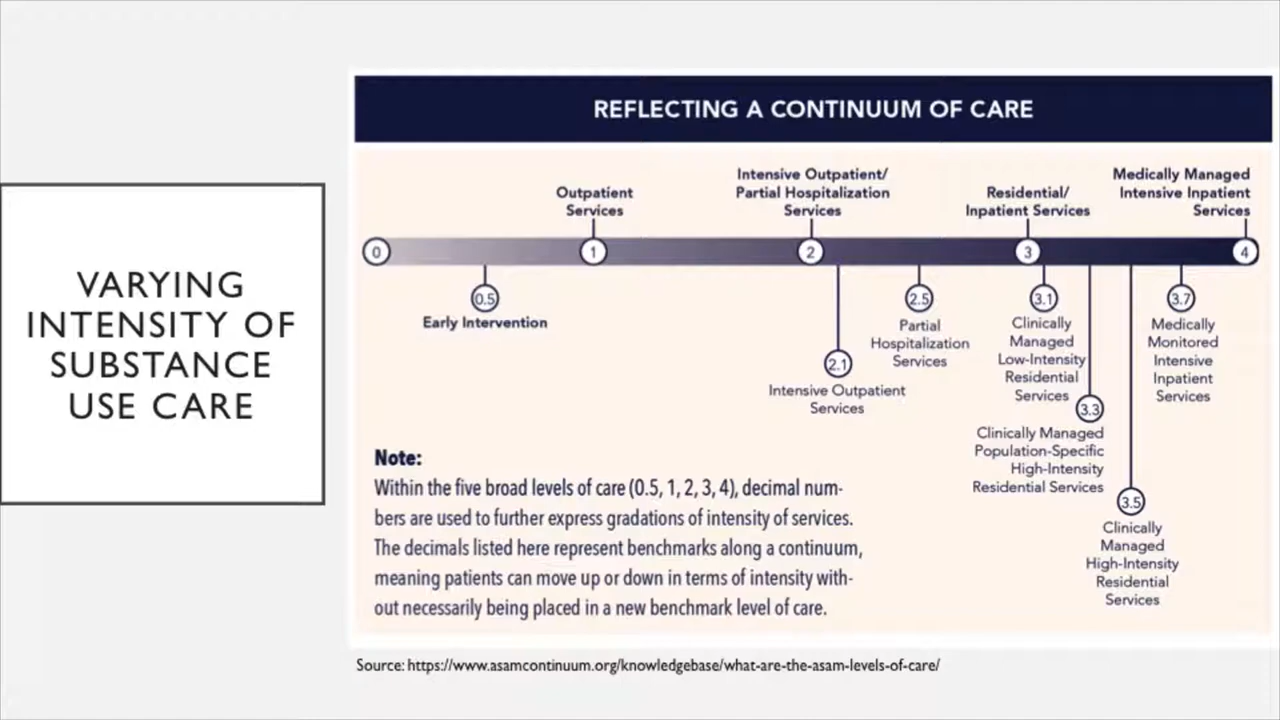 VARYING
INTENSITY OF
SUBSTANCE
USE CARE
REFLECTING A CONTINUUM OF CARE
Outpatient
Services
Intensive Outpatient/
Partial Hospitalization
Services
Residential/
Inpatient Services
Medically Managed
Intensive Inpatient
Services
0
1
2
3
4
0.5
Early Intervention
2.1
Intensive Outpatient
Services
2.5
Partial
Hospitalization
Services
3.1
Clinically
Managed
Low-Intensity
Residential
Services
3.3
Clinically Managed
Population-Specific
High-Intensity
Residential Services
3.5
Clinically
Managed
High-Intensity
Residential
Services
3.7
Medically
Monitored
Intensive
Inpatient
Services
Note:
Within the five broad levels of care (0.5, 1, 2, 3, 4), decimal num-
bers are used to further express gradations of intensity of services.
The decimals listed here represent benchmarks along a continuum,
meaning patients can move up or down in terms of intensity with-
out necessarily being placed in a new benchmark level of care.
Source: https://www.asamcontinuum.org/knowledgebase/what-are-the-asam-levels-of-care/